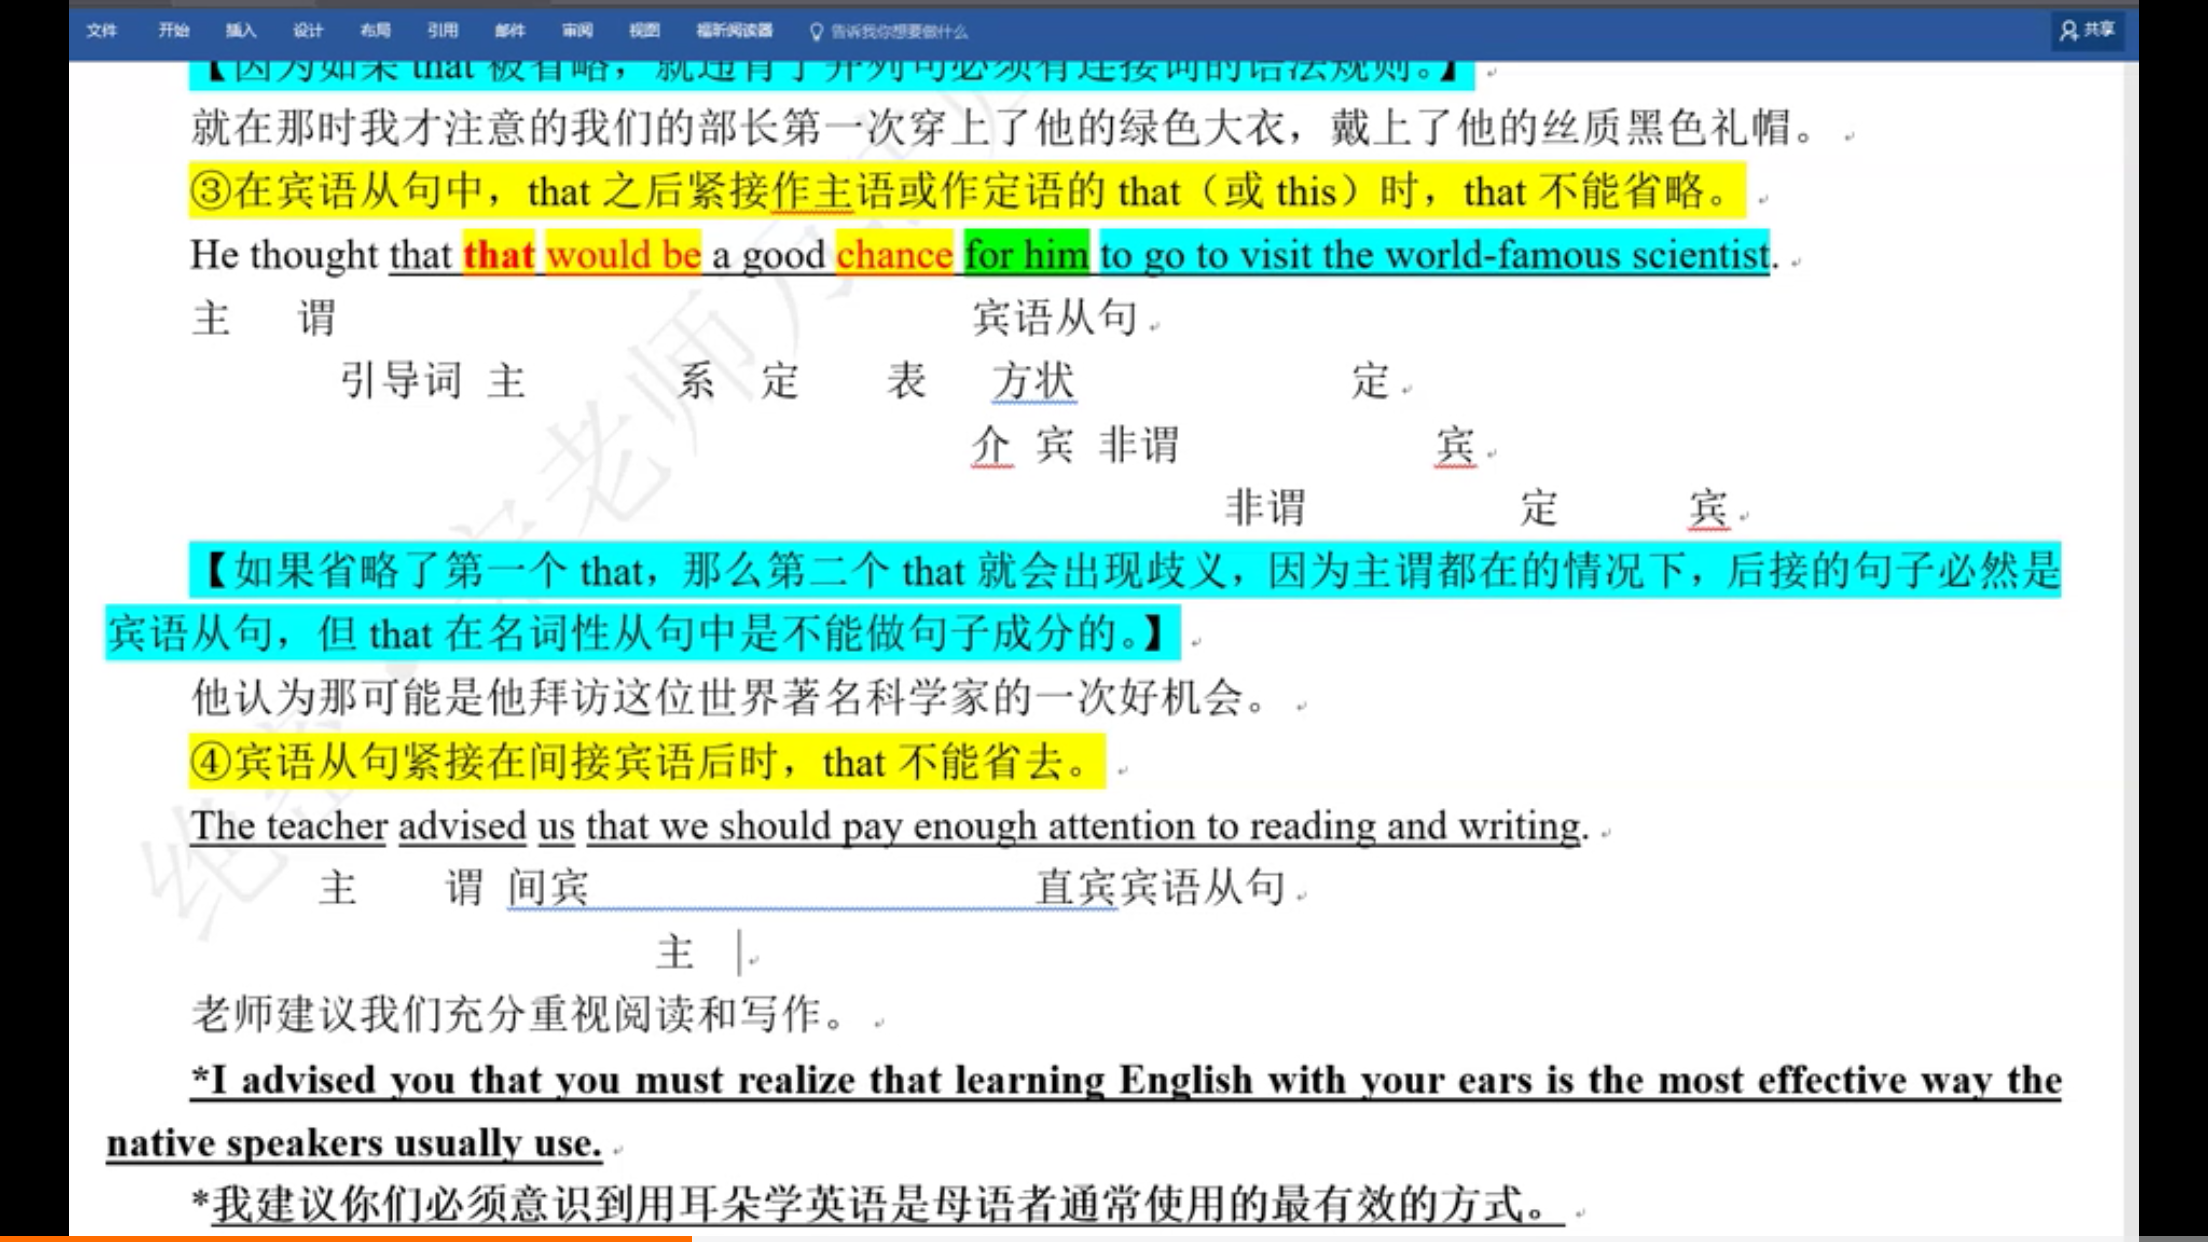 文件 开始 插入 设计 布局 引用 邮件 审阅 视图 福昕阅读器 告诉我你想要做什么 共享
【因为如果 that 被省略，就违背了并列句必须有连接词的语法规则。】
就在那时我才注意的我们的部长第一次穿上了他的绿色大衣，戴上了他的丝质黑色礼帽。
③在宾语从句中，that 之后紧接作主语或作定语的 that（或 this）时，that 不能省略。
He thought that that would be a good chance for him to go to visit the world-famous scientist.
主 谓 宾语从句
引导词 主 系 定 表 方状 定
介 宾 非谓 宾
非谓 定 宾
【如果省略了第一个 that，那么第二个 that 就会出现歧义，因为主谓都在的情况下，后接的句子必然是
宾语从句，但 that 在名词性从句中是不能做句子成分的。】
他认为那可能是他拜访这位世界著名科学家的一次好机会。
④宾语从句紧接在间接宾语后时，that 不能省去。
The teacher advised us that we should pay enough attention to reading and writing.
主 谓 间宾 直宾宾语从句
主
老师建议我们充分重视阅读和写作。
*I advised you that you must realize that learning English with your ears is the most effective way the
native speakers usually use.
*我建议你们必须意识到用耳朵学英语是母语者通常使用的最有效的方式。